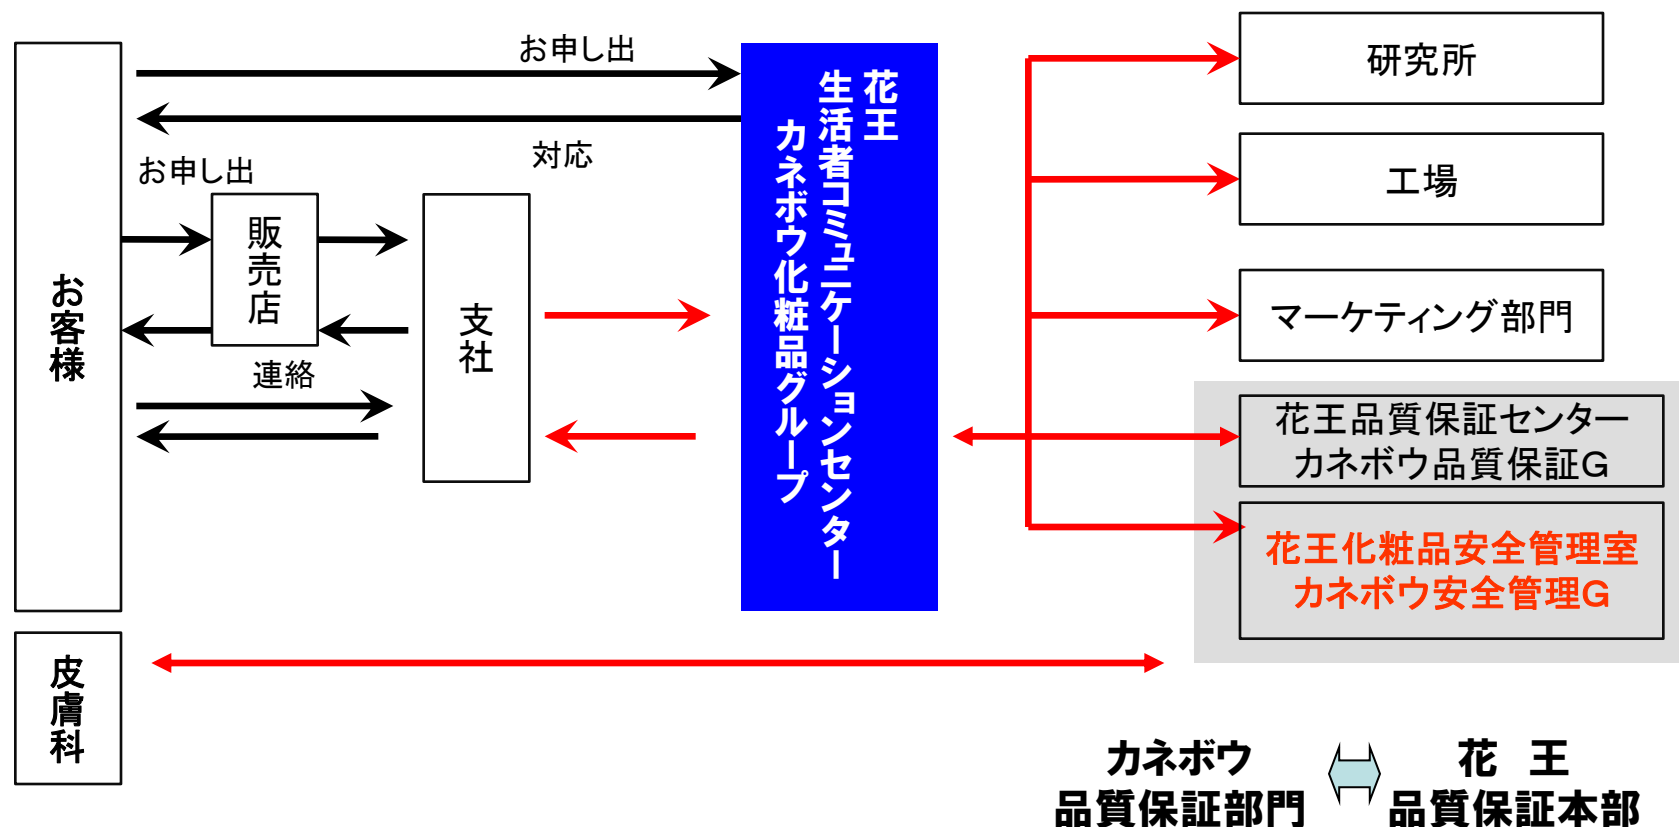 お申し出
対応
お申し出
お客様
販売店
連絡
支社
花王
生活者コミュニケーションセンター
カネボウ化粧品グループ
研究所
工場
マーケティング部門
花王品質保証センター
カネボウ品質保証G
花王化粧品安全管理室
カネボウ安全管理G
皮膚科
カネボウ
品質保証部門
花 王
品質保証本部